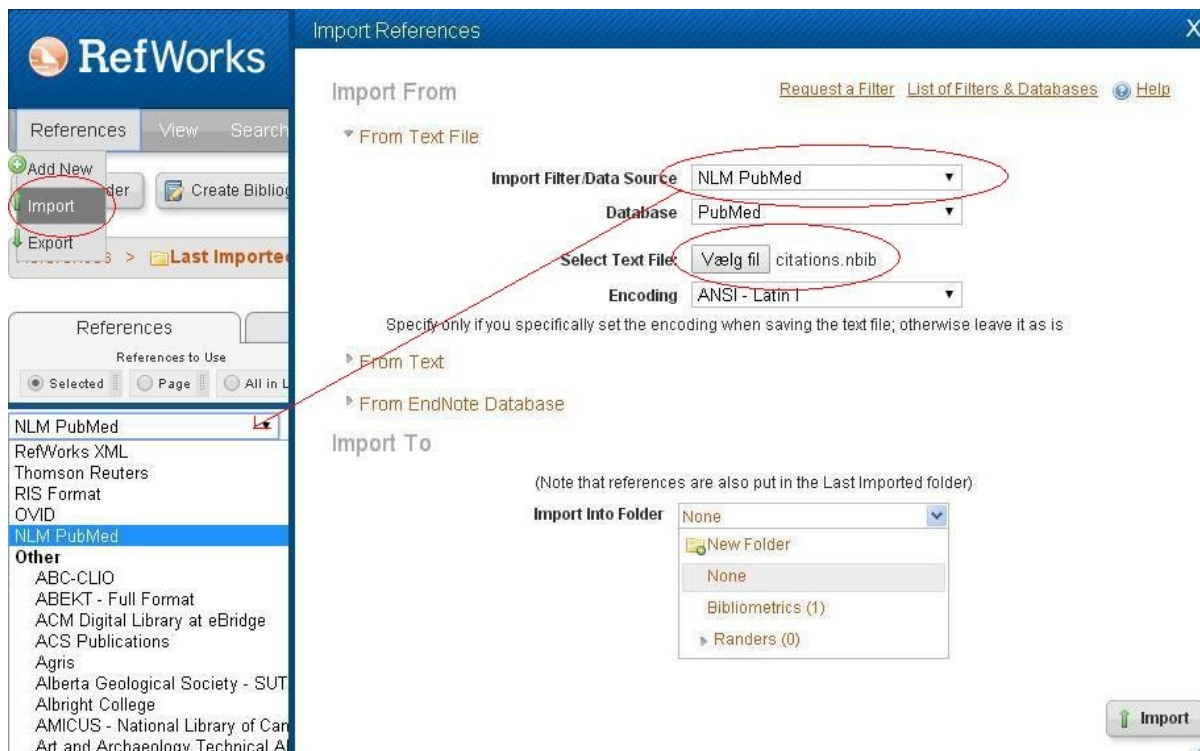 RefWorks
References View Search
Add New
der Create Bibliog
Import
Export
> Last Importe
References
References to Use
Selected Page All in L
NLM PubMed
RefWorks XML
Thomson Reuters
RIS Format
OVID
NLM PubMed
Other
ABC-CLIO
ABEKT - Full Format
ACM Digital Library at eBridge
ACS Publications
Agris
Alberta Geological Society - SUT
Albright College
AMICUS - National Library of Can
Art and Archaeology Technical A
Import References X
Import From
Request a Filter List of Filters & Databases Help
From Text File
Import Filter/Data Source NLM PubMed
Database PubMed
Select Text File: Vælg fil citations.nbib
Encoding ANSI - Latin I
Specify only if you specifically set the encoding when saving the text file; otherwise leave it as is
From Text
From EndNote Database
Import To
(Note that references are also put in the Last Imported folder)
Import Into Folder None
New Folder
None
Bibliometrics (1)
Randers (0)
Import